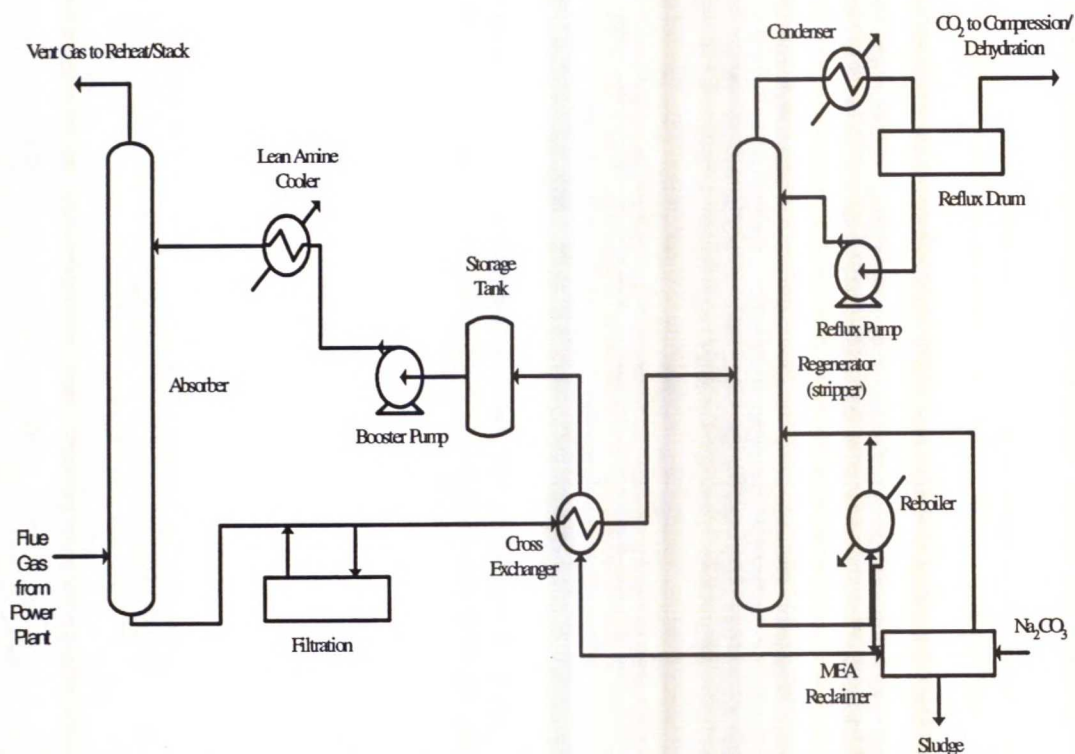 Vent Gas to Reheat/Stack
Condenser
CO₂ to Compression/
Dehydration
Lean Amine
Cooler
Reflux Drum
Storage
Tank
Reflux Pump
Absorber
Regenerator
(stripper)
Booster Pump
Reboiler
Flue
Gas
from
Power
Plant
Cross
Exchanger
Filtration
Na₂CO₃
MEA
Reclaimer
Sludge